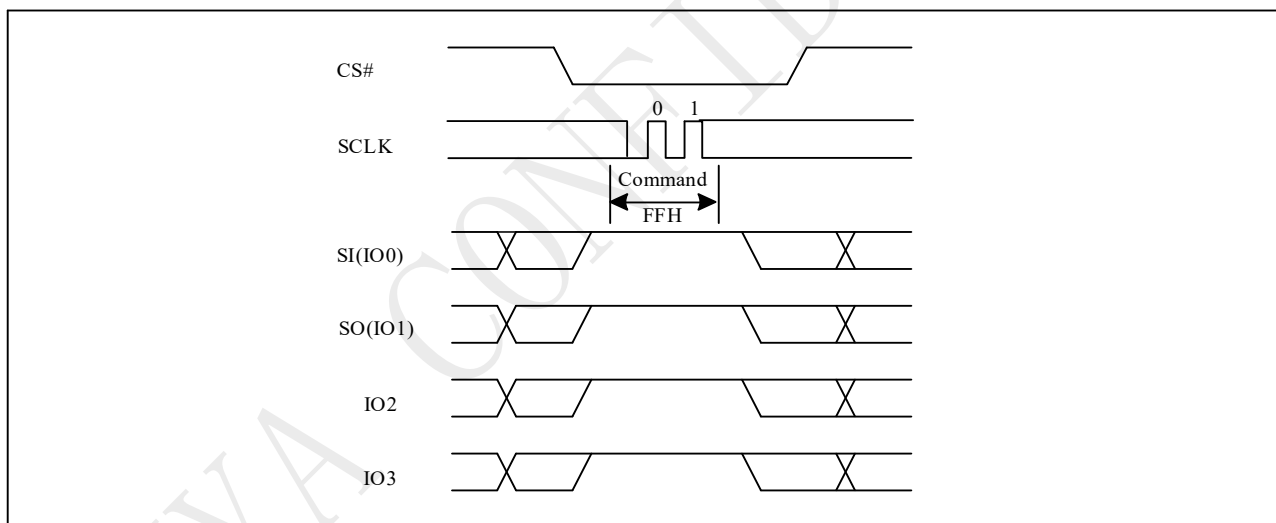 CS#
0 1
SCLK
Command
FFH
SI(IO0)
SO(IO1)
IO2
IO3